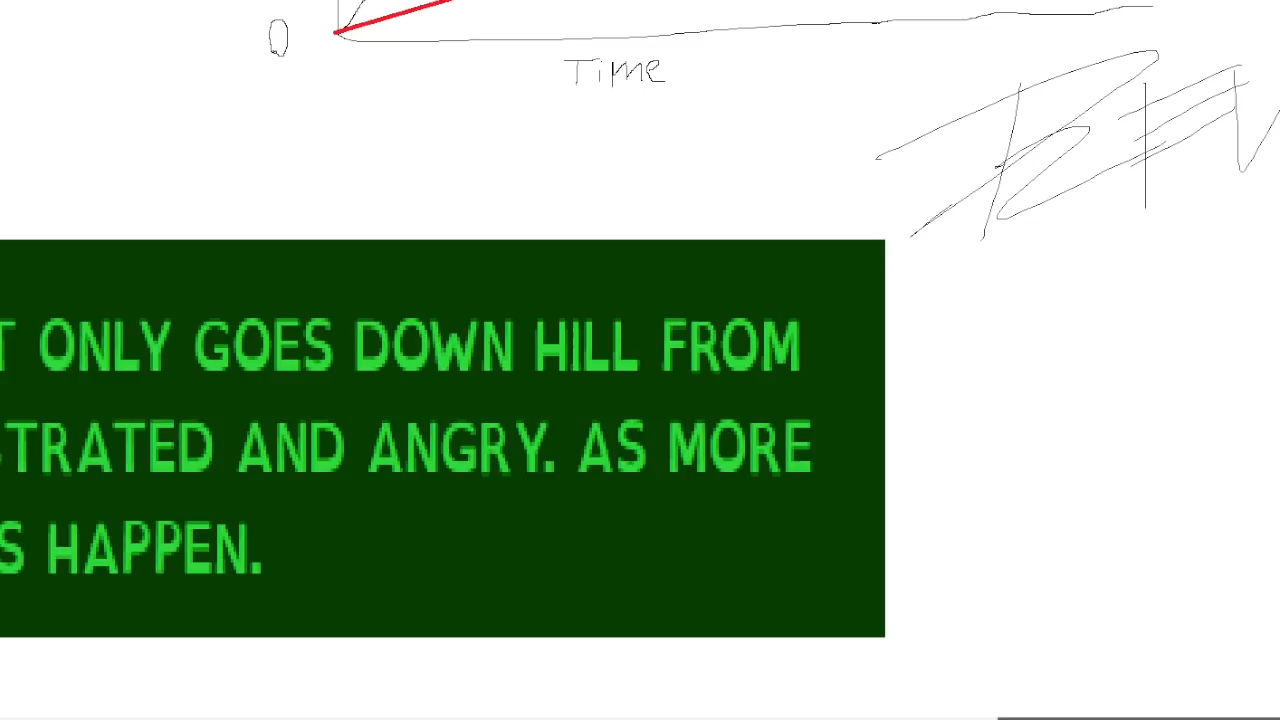 0
Time
T ONLY GOES DOWN HILL FROM
STRATED AND ANGRY. AS MORE
S HAPPEN.